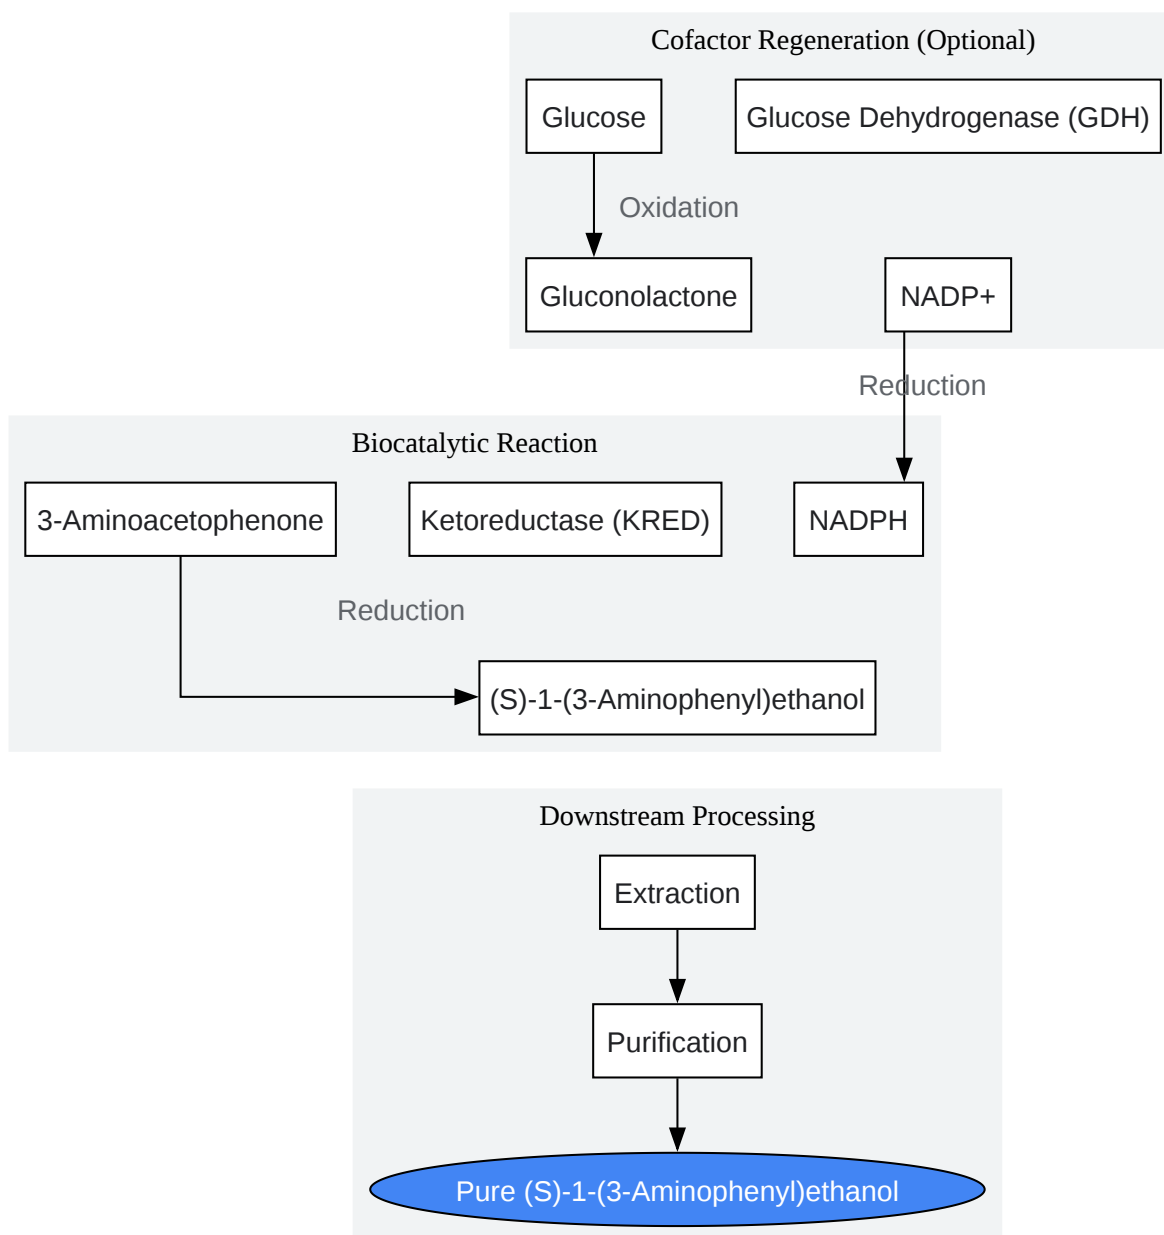 Cofactor Regeneration (Optional)
Glucose
Glucose Dehydrogenase (GDH)
Oxidation
Gluconolactone
NADP+
Reduction
Biocatalytic Reaction
3-Aminoacetophenone
Ketoreductase (KRED)
NADPH
Reduction
(S)-1-(3-Aminophenyl)ethanol
Downstream Processing
Extraction
Purification
Pure (S)-1-(3-Aminophenyl)ethanol